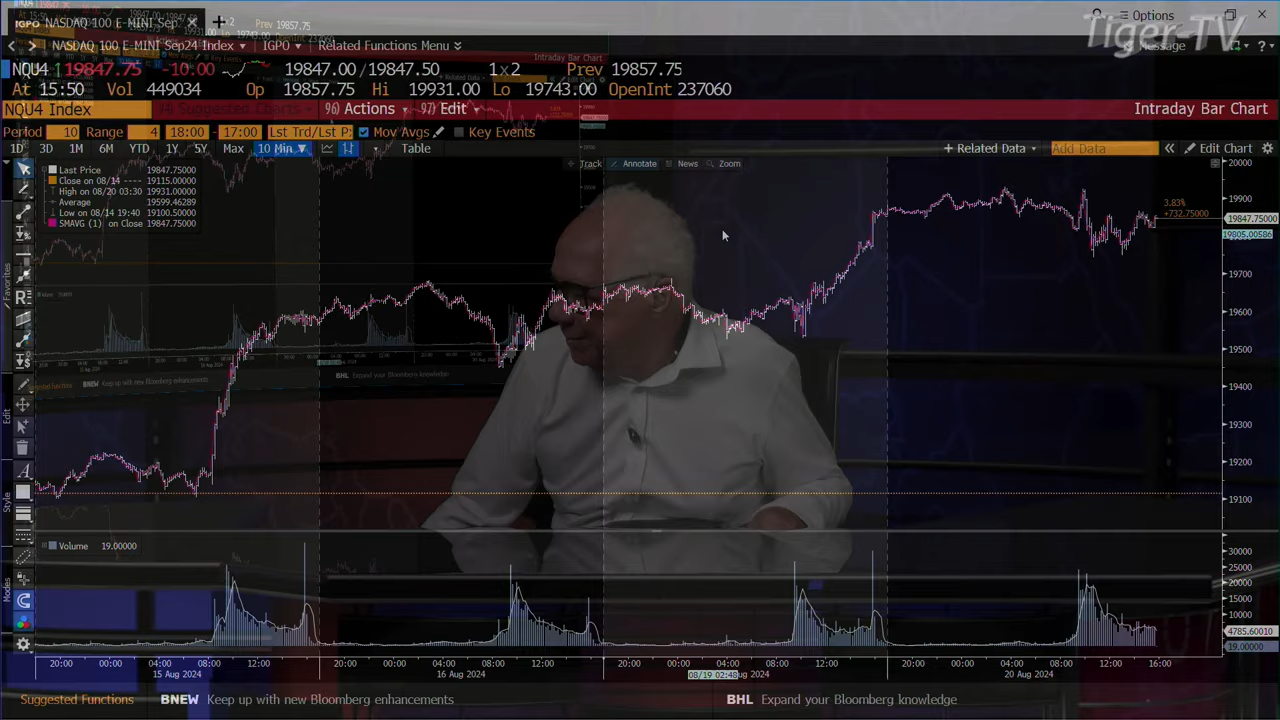 IGPO NASDAQ 100 E-MINI Sep
Options
Tiger-TV
NASDAQ 100 E-MINI Sep24 Index IGPO Related Functions Menu
Message
NQU4 19847.75 -10.00 19847.00/19847.50 1x2 Prev 19857.75
At 15:50 Vol 449034 Op 19857.75 Hi 19931.00 Lo 19743.00 OpenInt 237060
NQU4 Index 96) Actions 97) Edit Intraday Bar Chart
Period 10 Range 4 18:00 - 17:00 Lst Trd/Lst P Mov Avgs Key Events
1D 3D 1M 6M YTD 1Y 5Y Max 10 Min Table + Related Data Add Data Edit Chart
Track Annotate News Zoom
Last Price 19847.75000
Close on 08/14 19115.00000
High on 08/20 03:30 19931.00000
Average 19599.46289
Low on 08/14 19:40 19100.50000
SMAVG (1) on Close 19847.75000
3.83%
+732.75000
20000
19900
19847.75000
19805.00586
19700
19600
19500
19400
19300
19200
19100
Favorites
Edit
Style
Modes
Volume 19.00000
30000
25000
20000
15000
10000
4785.60010
19.00000
20:00 00:00 04:00 08:00 12:00 20:00 00:00 04:00 08:00 12:00 20:00 00:00 04:00 08:00 12:00 20:00 00:00 04:00 08:00 12:00 16:00
15 Aug 2024 16 Aug 2024 08/19 02:48 g 2024 20 Aug 2024
Suggested Functions BNEW Keep up with new Bloomberg enhancements BHL Expand your Bloomberg knowledge